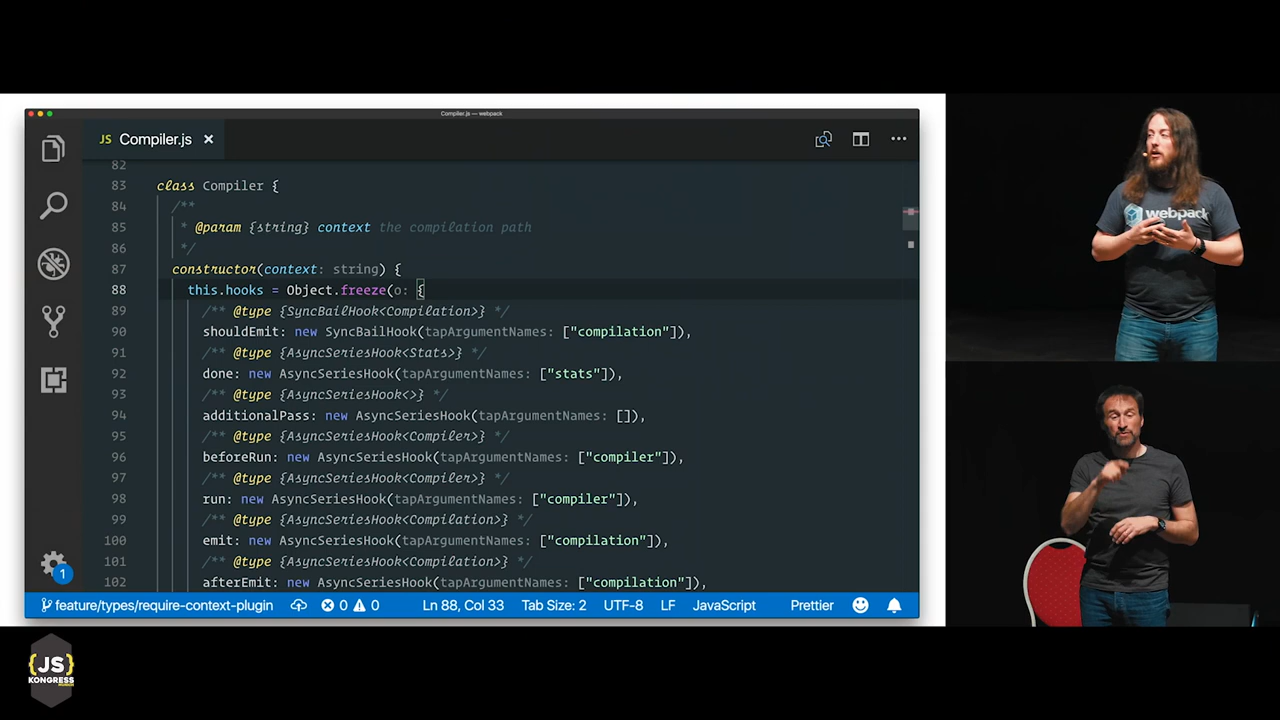 Compiler.js — webpack
JS Compiler.js ×
82
83 class Compiler {
84 /**
85 * @param {string} context the compilation path
86 */
87 constructor(context: string) {
88 this.hooks = Object.freeze(o: {
89 /** @type {SyncBailHook<Compilation>} */
90 shouldEmit: new SyncBailHook(tapArgumentNames: ["compilation"]),
91 /** @type {AsyncSeriesHook<Stats>} */
92 done: new AsyncSeriesHook(tapArgumentNames: ["stats"]),
93 /** @type {AsyncSeriesHook<>} */
94 additionalPass: new AsyncSeriesHook(tapArgumentNames: []),
95 /** @type {AsyncSeriesHook<Compiler>} */
96 beforeRun: new AsyncSeriesHook(tapArgumentNames: ["compiler"]),
97 /** @type {AsyncSeriesHook<Compiler>} */
98 run: new AsyncSeriesHook(tapArgumentNames: ["compiler"]),
99 /** @type {AsyncSeriesHook<Compilation>} */
100 emit: new AsyncSeriesHook(tapArgumentNames: ["compilation"]),
101 /** @type {AsyncSeriesHook<Compilation>} */
102 afterEmit: new AsyncSeriesHook(tapArgumentNames: ["compilation"]),
1
feature/types/require-context-plugin 0 0 Ln 88, Col 33 Tab Size: 2 UTF-8 LF JavaScript Prettier
webpack
{JS}
KONGRESS